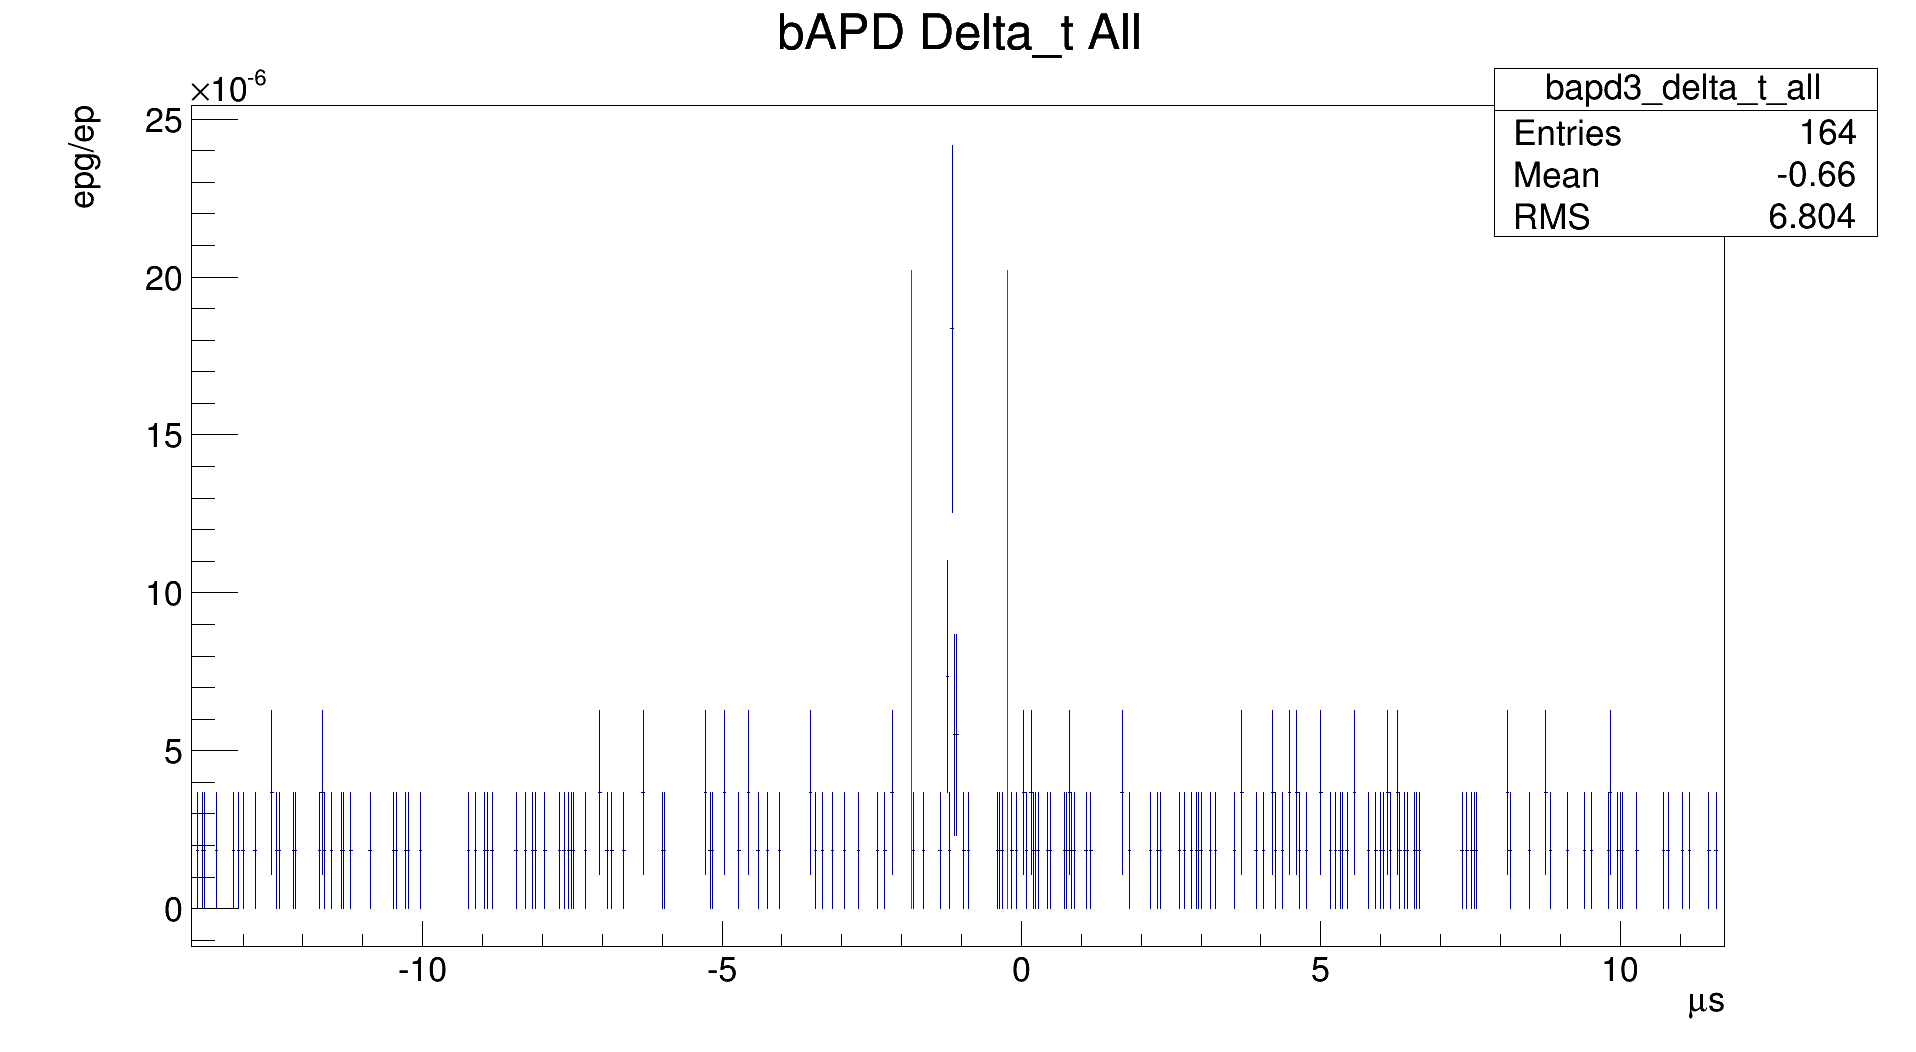 bAPD Delta_t All
×10-6
epg/ep
bapd3_delta_t_all
Entries 164
Mean -0.66
RMS 6.804
25
20
15
10
5
0
-10 -5 0 5 10
μs